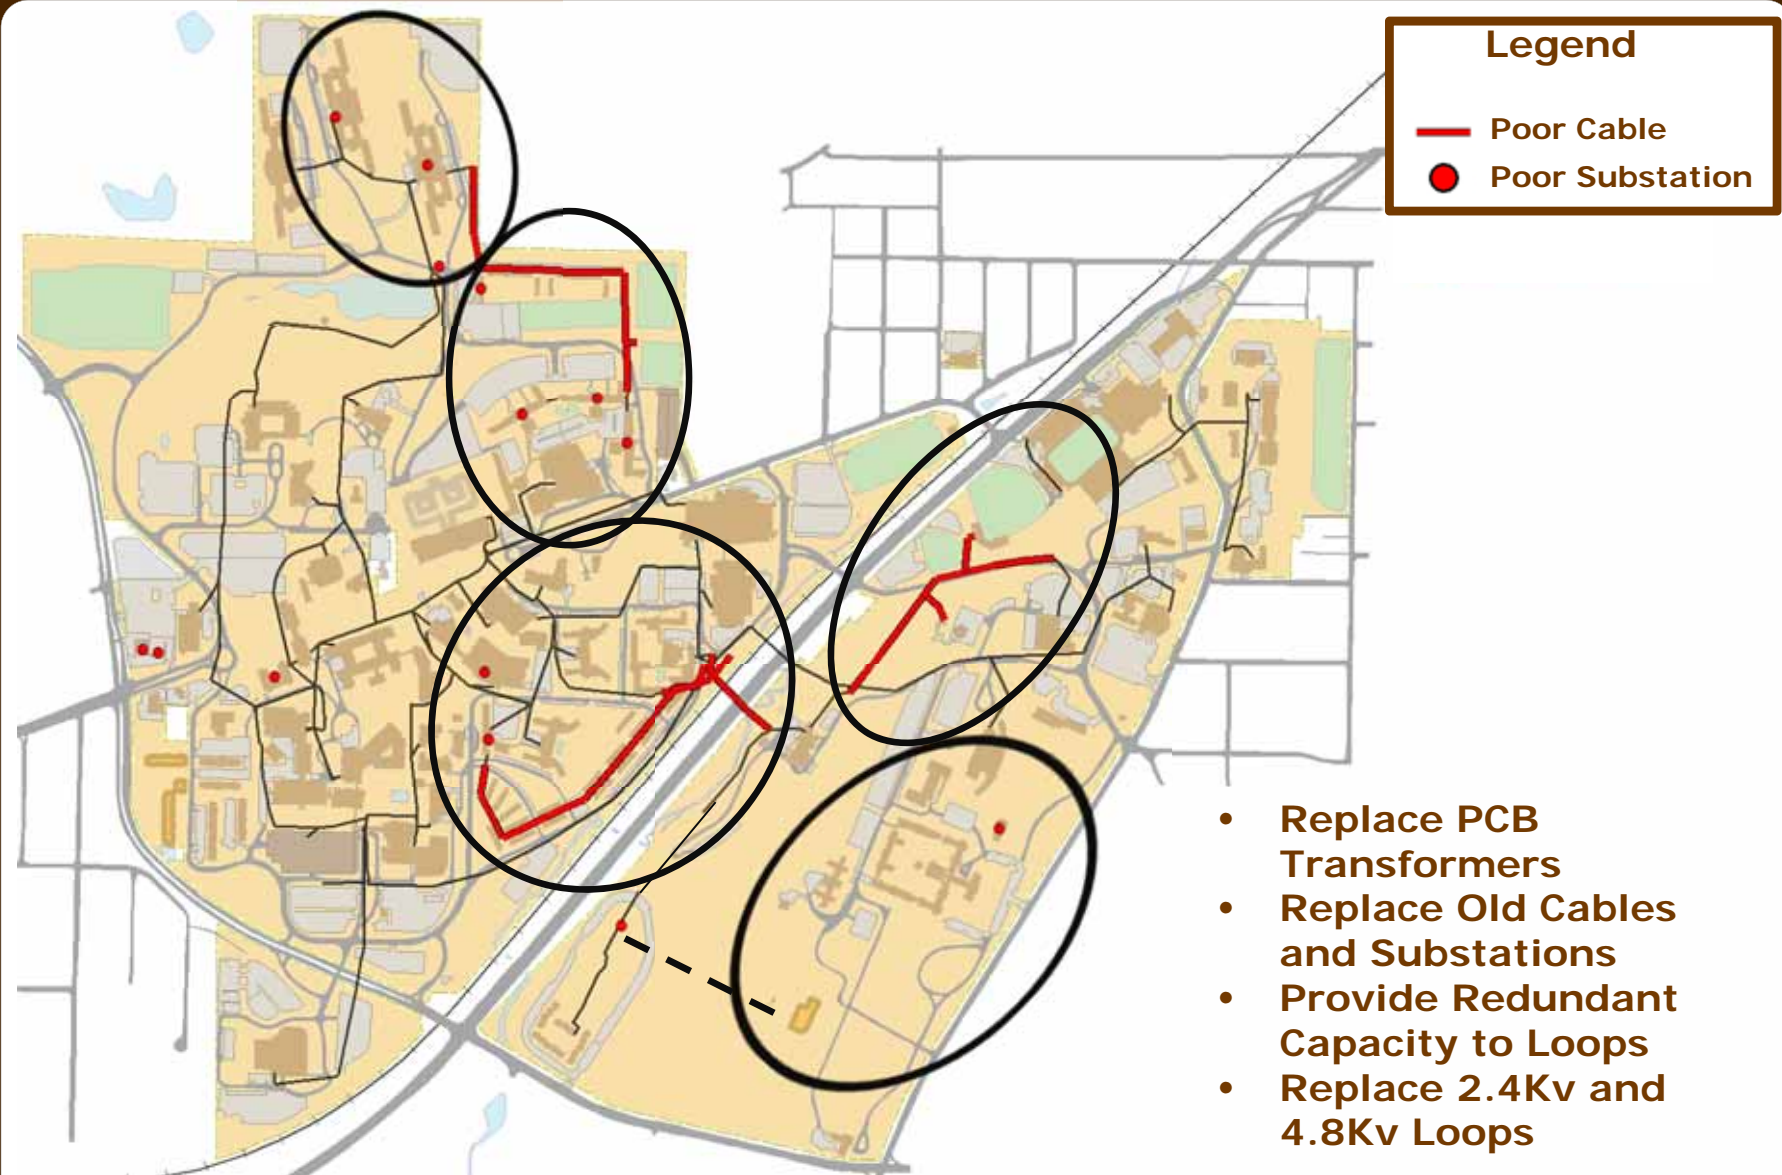 Legend
Poor Cable
Poor Substation
• Replace PCB
Transformers
• Replace Old Cables
and Substations
• Provide Redundant
Capacity to Loops
• Replace 2.4Kv and
4.8Kv Loops